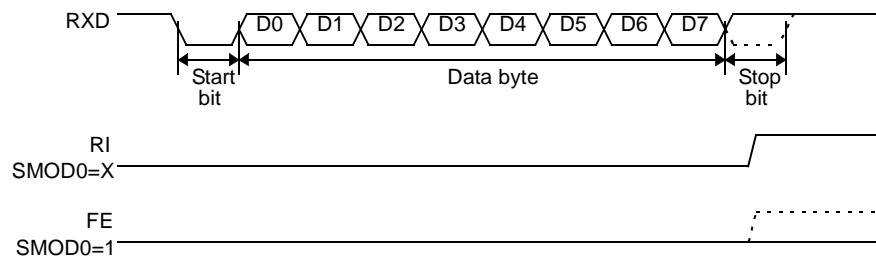 RXD D0 D1 D2 D3 D4 D5 D6 D7
Start bit
Data byte
Stop bit
RI
SMOD0=X
FE
SMOD0=1